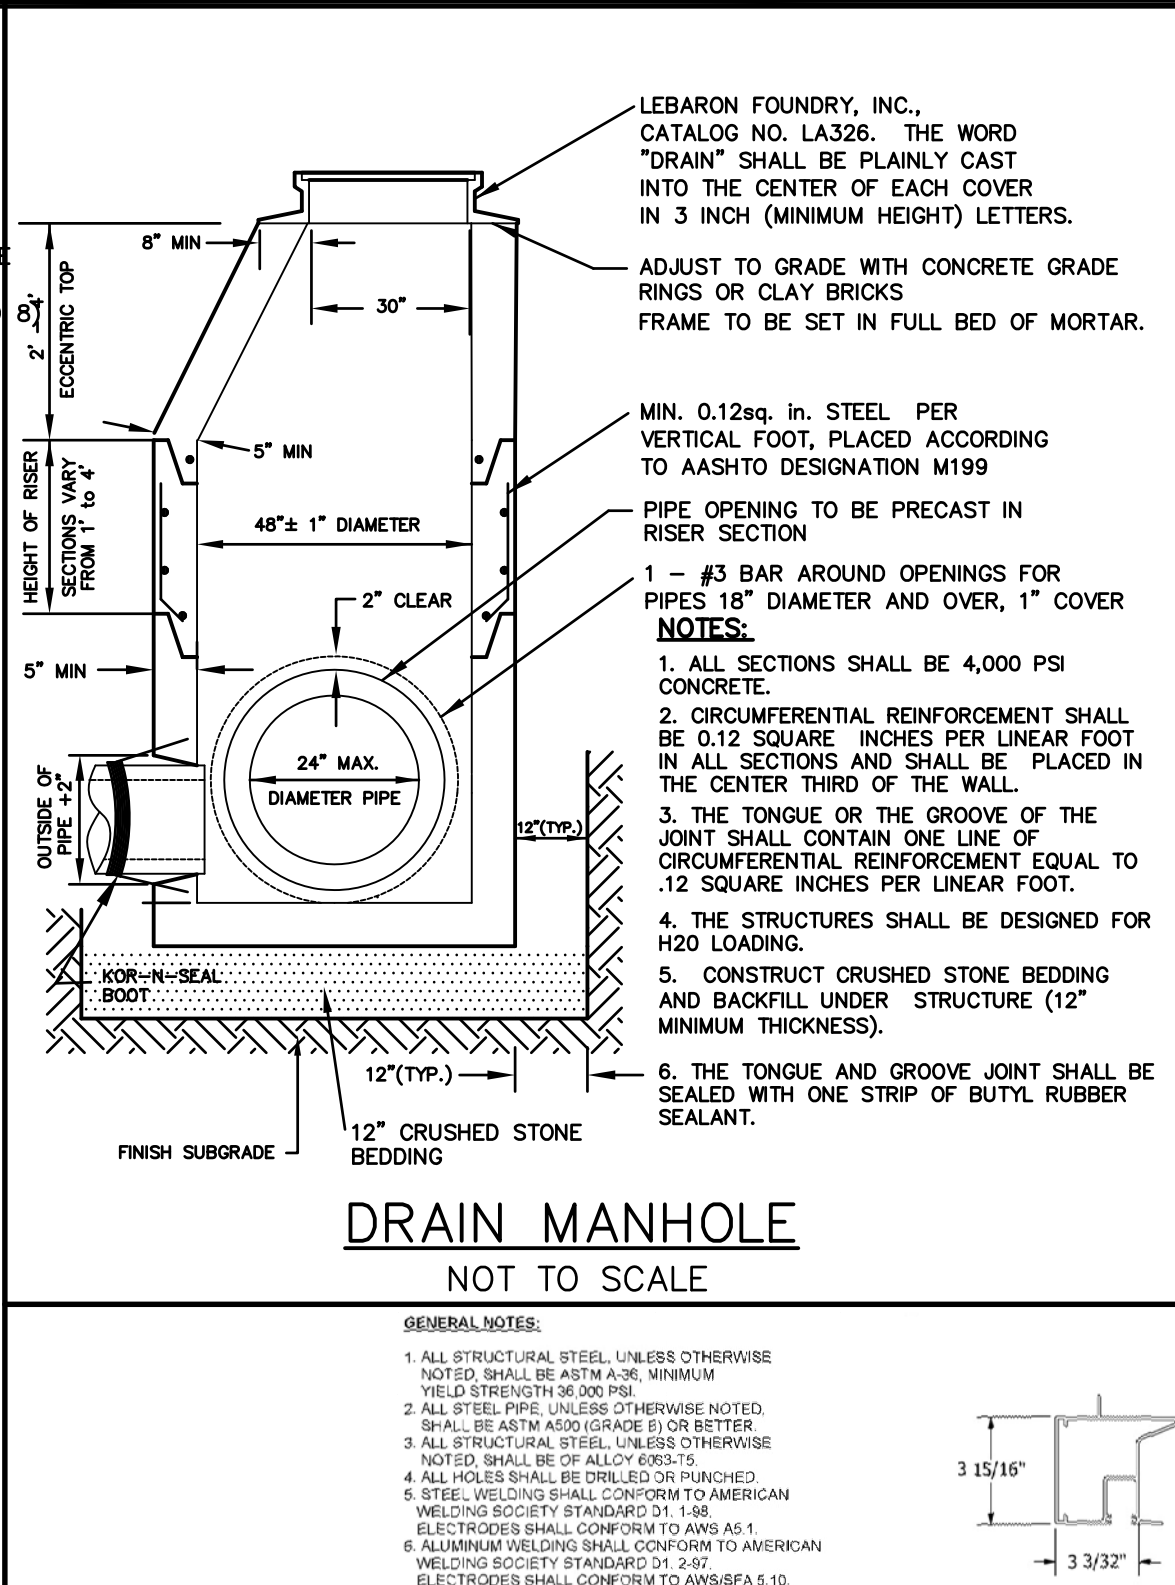 LEBARON FOUNDRY, INC.,
CATALOG NO. LA326. THE WORD
"DRAIN" SHALL BE PLAINLY CAST
INTO THE CENTER OF EACH COVER
IN 3 INCH (MINIMUM HEIGHT) LETTERS.
ADJUST TO GRADE WITH CONCRETE GRADE
RINGS OR CLAY BRICKS
FRAME TO BE SET IN FULL BED OF MORTAR.
8" MIN
30"
E
8
2'
4'
ECCENTRIC TOP
MIN. 0.12sq. in. STEEL PER
VERTICAL FOOT, PLACED ACCORDING
TO AASHTO DESIGNATION M199
5" MIN
HEIGHT OF RISER
SECTIONS VARY
FROM 1' to 4'
48"± 1" DIAMETER
PIPE OPENING TO BE PRECAST IN
RISER SECTION
1 - #3 BAR AROUND OPENINGS FOR
PIPES 18" DIAMETER AND OVER, 1" COVER
2" CLEAR
5" MIN
24" MAX.
DIAMETER PIPE
OUTSIDE OF
PIPE +2"
12"(TYP.)
KOR-N-SEAL
BOOT
12"(TYP.)
12" CRUSHED STONE
BEDDING
FINISH SUBGRADE
NOTES:
1. ALL SECTIONS SHALL BE 4,000 PSI
CONCRETE.
2. CIRCUMFERENTIAL REINFORCEMENT SHALL
BE 0.12 SQUARE INCHES PER LINEAR FOOT
IN ALL SECTIONS AND SHALL BE PLACED IN
THE CENTER THIRD OF THE WALL.
3. THE TONGUE OR THE GROOVE OF THE
JOINT SHALL CONTAIN ONE LINE OF
CIRCUMFERENTIAL REINFORCEMENT EQUAL TO
.12 SQUARE INCHES PER LINEAR FOOT.
4. THE STRUCTURES SHALL BE DESIGNED FOR
H20 LOADING.
5. CONSTRUCT CRUSHED STONE BEDDING
AND BACKFILL UNDER STRUCTURE (12"
MINIMUM THICKNESS).
6. THE TONGUE AND GROOVE JOINT SHALL BE
SEALED WITH ONE STRIP OF BUTYL RUBBER
SEALANT.
DRAIN MANHOLE
NOT TO SCALE
GENERAL NOTES:
1. ALL STRUCTURAL STEEL, UNLESS OTHERWISE
NOTED, SHALL BE ASTM A-36, MINIMUM
YIELD STRENGTH 36,000 PSI.
2. ALL STEEL PIPE, UNLESS OTHERWISE NOTED,
SHALL BE ASTM A500 (GRADE B) OR BETTER.
3. ALL STRUCTURAL STEEL, UNLESS OTHERWISE
NOTED, SHALL BE OF ALLOY 6063-T5.
4. ALL HOLES SHALL BE DRILLED OR PUNCHED.
5. STEEL WELDING SHALL CONFORM TO AMERICAN
WELDING SOCIETY STANDARD D1. 1-98.
ELECTRODES SHALL CONFORM TO AWS A5.1.
6. ALUMINUM WELDING SHALL CONFORM TO AMERICAN
WELDING SOCIETY STANDARD D1. 2-97.
ELECTRODES SHALL CONFORM TO AWS/SFA 5.10.
3 15/16"
3 3/32"